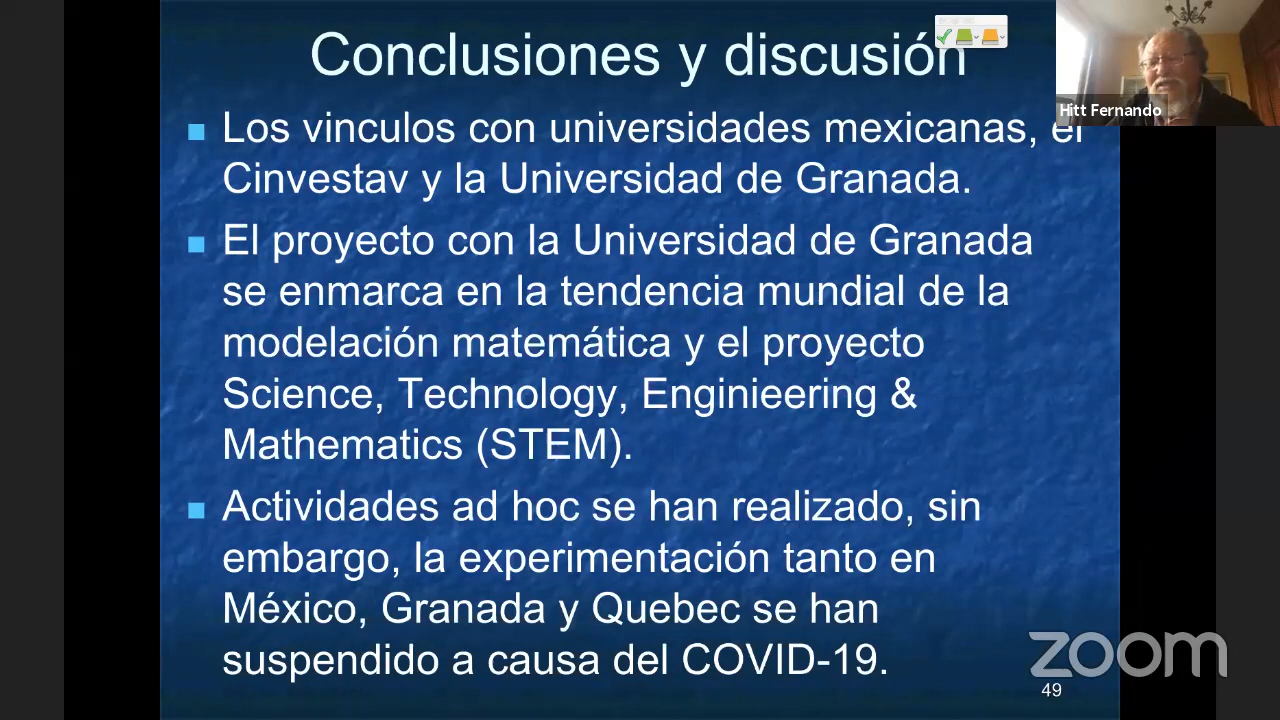 Conclusiones y discusión
Hitt Fernando
Los vinculos con universidades mexicanas, el
Cinvestav y la Universidad de Granada.
El proyecto con la Universidad de Granada
se enmarca en la tendencia mundial de la
modelación matemática y el proyecto
Science, Technology, Enginieering &
Mathematics (STEM).
Actividades ad hoc se han realizado, sin
embargo, la experimentación tanto en
México, Granada y Quebec se han
suspendido a causa del COVID-19.
zoom
49